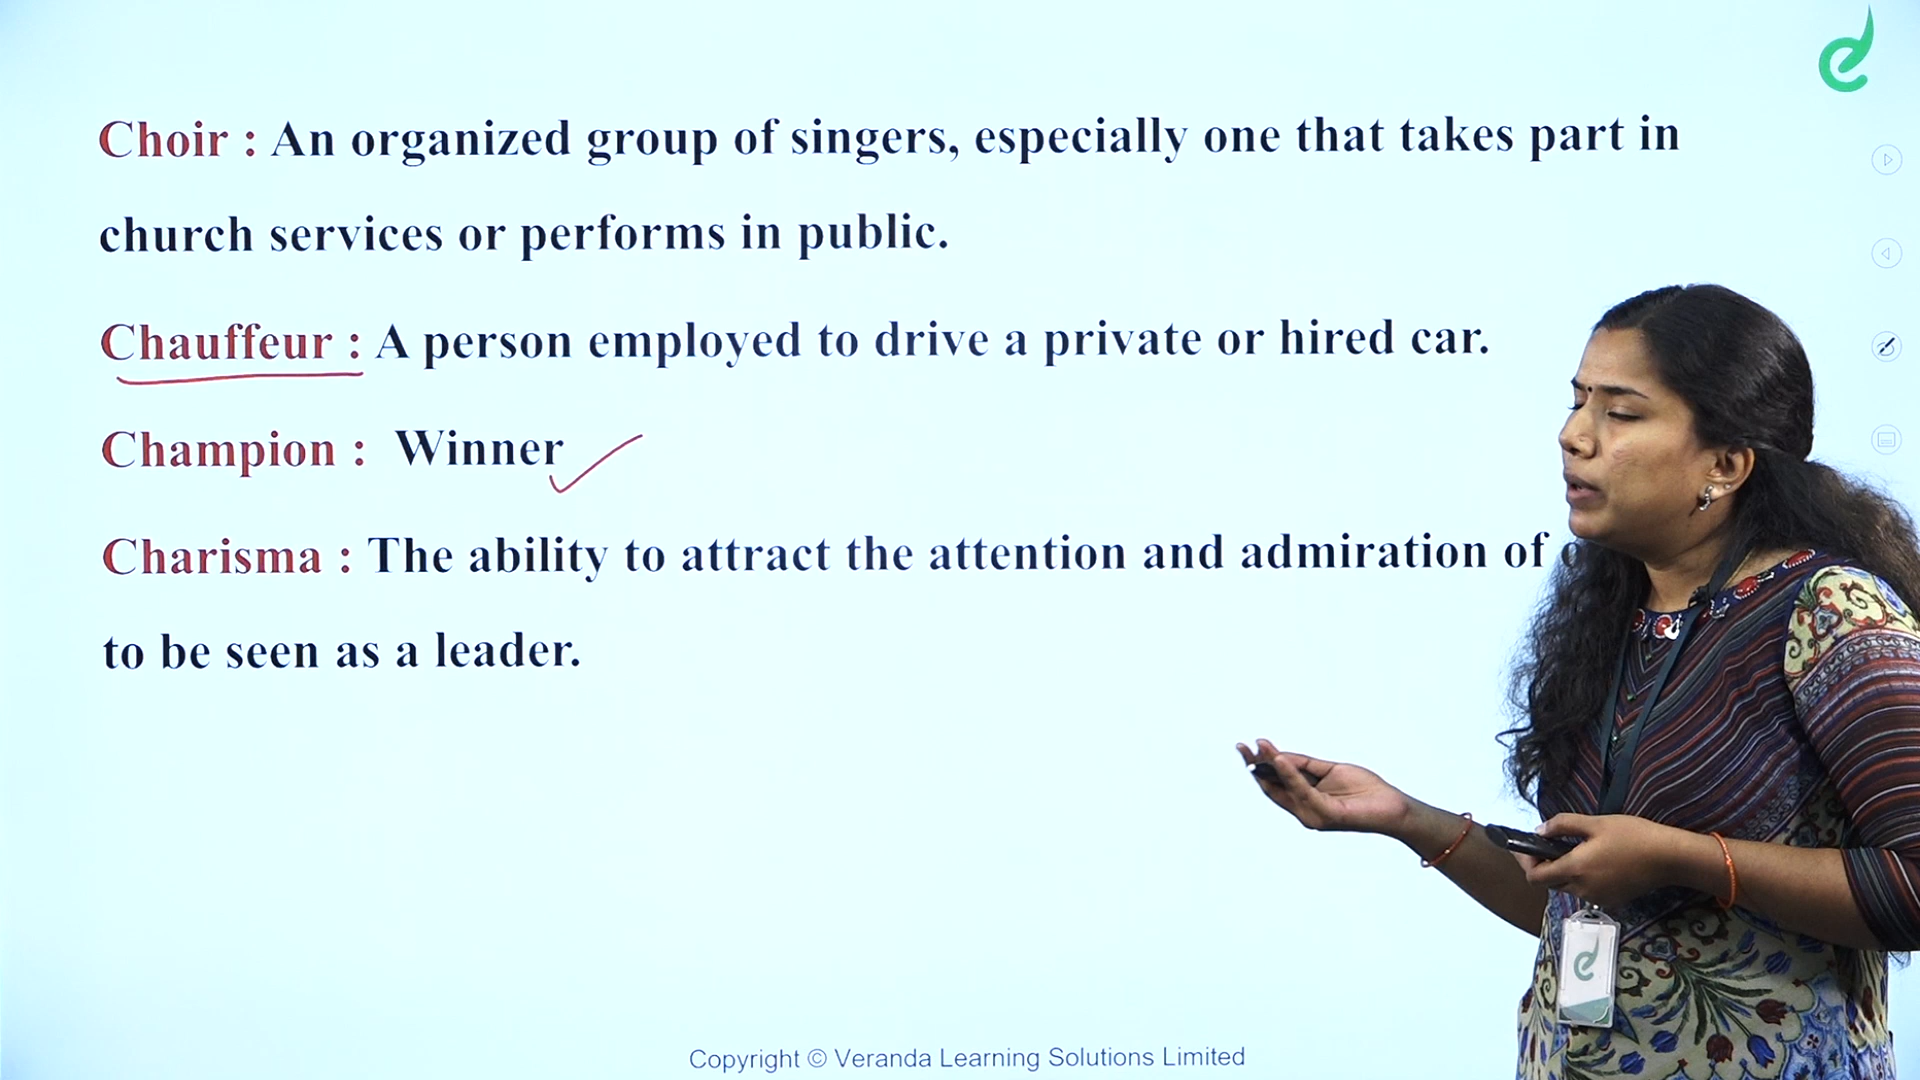 Choir : An organized group of singers, especially one that takes part in
church services or performs in public.
Chauffeur : A person employed to drive a private or hired car.
Champion : Winner
Charisma : The ability to attract the attention and admiration of
to be seen as a leader.
Copyright © Veranda Learning Solutions Limited